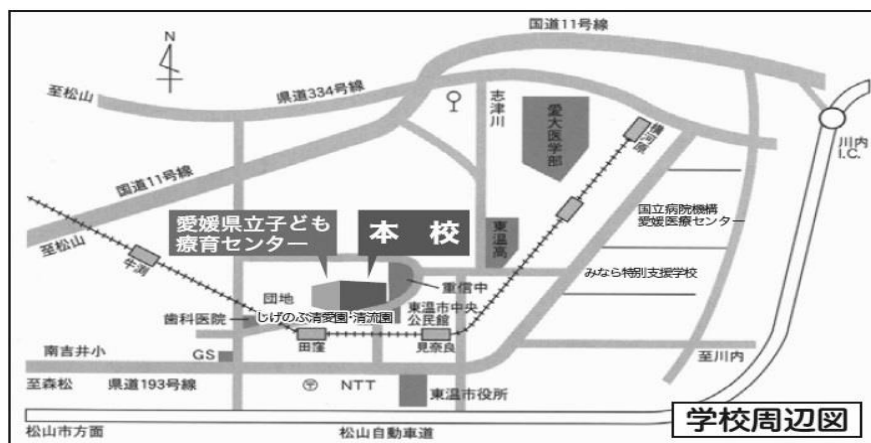 国道11号線
N
至松山
県道334号線
志津川
愛大医学部
横河原
川内
I.C.
国道11号線
至松山
愛媛県立子ども
療育センター
本 校
東温高
国立病院機構
愛媛医療センター
みなら特別支援学校
牛渕
団地
重信中
歯科医院
しげのぶ清愛園・清流園
東温市中央
公民館
田窪
見奈良
南吉井小
GS
至川内
至森松
県道193号線
〒
NTT
東温市役所
松山市方面
松山自動車道
学校周辺図